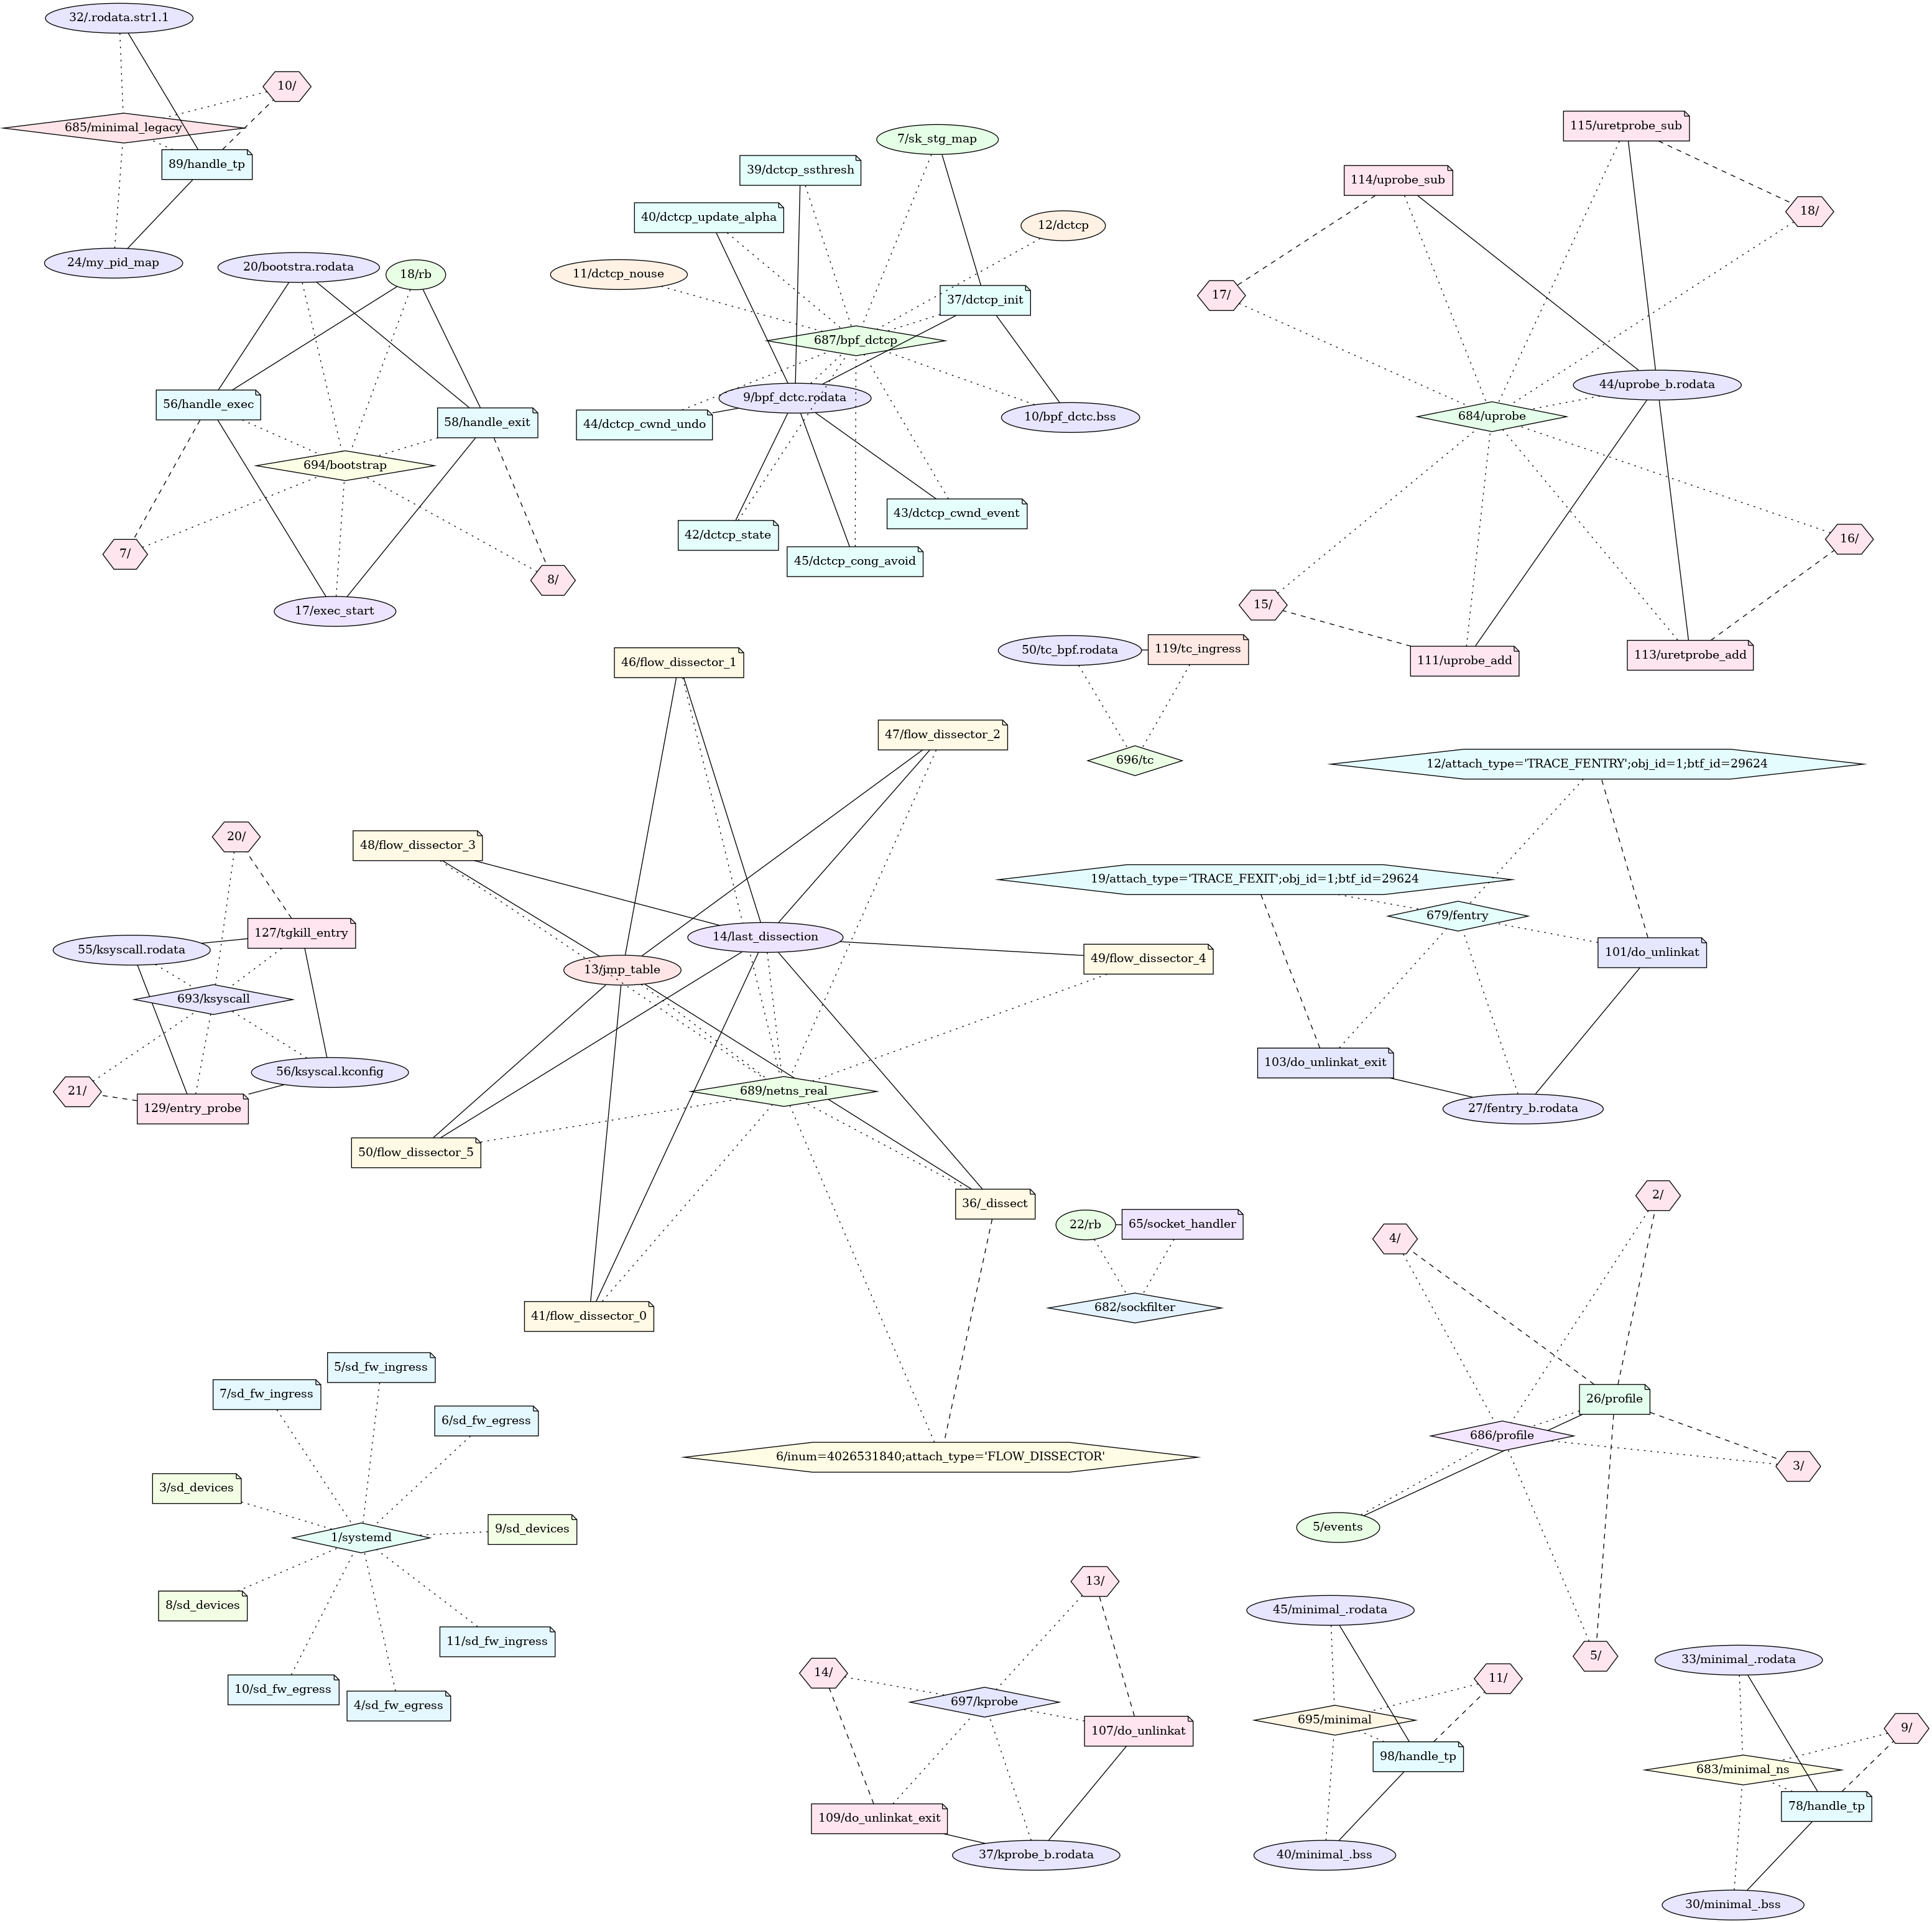 32/.rodata.str1.1
10/
685/minimal_legacy
89/handle_tp
24/my_pid_map
20/bootstra.rodata
18/rb
56/handle_exec
58/handle_exit
694/bootstrap
7/
8/
17/exec_start
7/sk_stg_map
39/dctcp_ssthresh
40/dctcp_update_alpha
12/dctcp
11/dctcp_nouse
37/dctcp_init
687/bpf_dctcp
9/bpf_dctc.rodata
10/bpf_dctc.bss
44/dctcp_cwnd_undo
43/dctcp_cwnd_event
42/dctcp_state
45/dctcp_cong_avoid
115/uretprobe_sub
114/uprobe_sub
18/
17/
44/uprobe_b.rodata
684/uprobe
16/
15/
111/uprobe_add
113/uretprobe_add
50/tc_bpf.rodata
119/tc_ingress
696/tc
46/flow_dissector_1
47/flow_dissector_2
48/flow_dissector_3
14/last_dissection
49/flow_dissector_4
13/jmp_table
689/netns_real
50/flow_dissector_5
36/_dissect
41/flow_dissector_0
6/inum=4026531840;attach_type='FLOW_DISSECTOR'
12/attach_type='TRACE_FENTRY';obj_id=1;btf_id=29624
19/attach_type='TRACE_FEXIT';obj_id=1;btf_id=29624
679/fentry
101/do_unlinkat
103/do_unlinkat_exit
27/fentry_b.rodata
20/
127/tgkill_entry
55/ksyscall.rodata
693/ksyscall
56/ksyscal.kconfig
21/
129/entry_probe
22/rb
65/socket_handler
682/sockfilter
2/
4/
26/profile
686/profile
3/
5/events
5/
5/sd_fw_ingress
7/sd_fw_ingress
6/sd_fw_egress
3/sd_devices
9/sd_devices
1/systemd
8/sd_devices
11/sd_fw_ingress
10/sd_fw_egress
4/sd_fw_egress
13/
14/
697/kprobe
107/do_unlinkat
109/do_unlinkat_exit
37/kprobe_b.rodata
45/minimal_.rodata
11/
695/minimal
98/handle_tp
40/minimal_.bss
33/minimal_.rodata
9/
683/minimal_ns
78/handle_tp
30/minimal_.bss